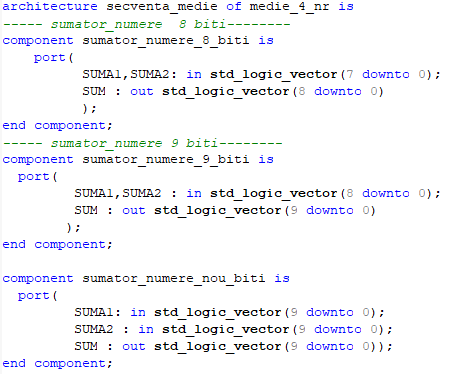 architecture secventa_medie of medie_4_nr is
----- sumator_numere  8 biti--------
component sumator_numere_8_biti is
port(
SUMA1,SUMA2: in std_logic_vector(7 downto 0);
SUM : out std_logic_vector(8 downto 0)
);
end component;
----- sumator_numere 9 biti--------
component sumator_numere_9_biti is
port(
SUMA1,SUMA2 : in std_logic_vector(8 downto 0);
SUM : out std_logic_vector(9 downto 0)
);
end component;
component sumator_numere_nou_biti is
port(
SUMA1: in std_logic_vector(9 downto 0);
SUMA2 : in std_logic_vector(9 downto 0);
SUM : out std_logic_vector(9 downto 0));
end component;